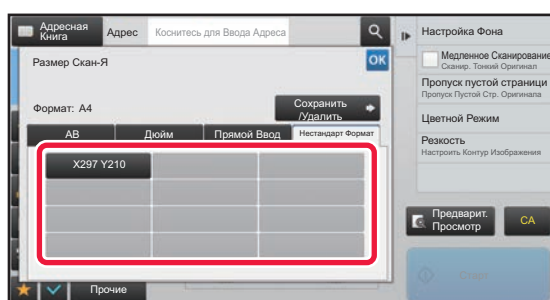 Адресная
Книга
Адрес
Коснитесь для Ввода Адреса
Размер Скан-Я
OK
Формат: A4
Сохранить
/Удалить
AB
Дюйм
Прямой Ввод
Нестандарт Формат
X297 Y210
Прочие
Настройка Фона
Медленное Сканирование
Сканир. Тонкий Оригинал
Пропуск пустой страници
Пропуск Пустой Стр. Оригинала
Цветной Режим
Резкость
Настроить Контур Изображения
Предварит.
Просмотр
CA
Старт